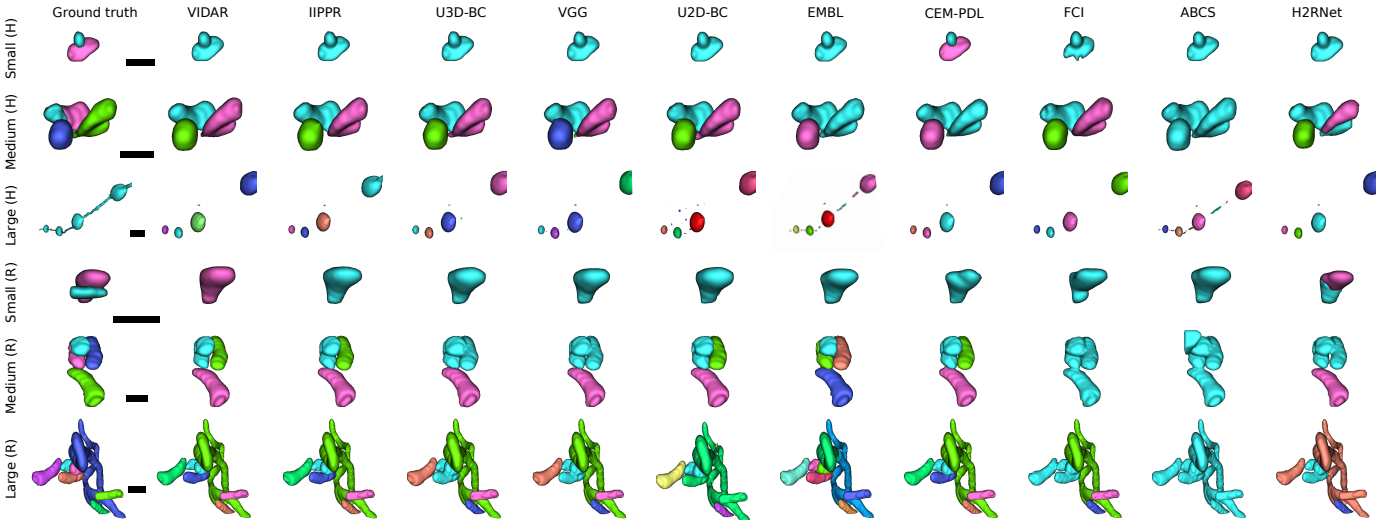 Ground truth VIDAR IIPPR U3D-BC VGG U2D-BC EMBL CEM-PDL FCI ABCS H2RNet
Small (H)
Medium (H)
Large (H)
Small (R)
Medium (R)
Large (R)